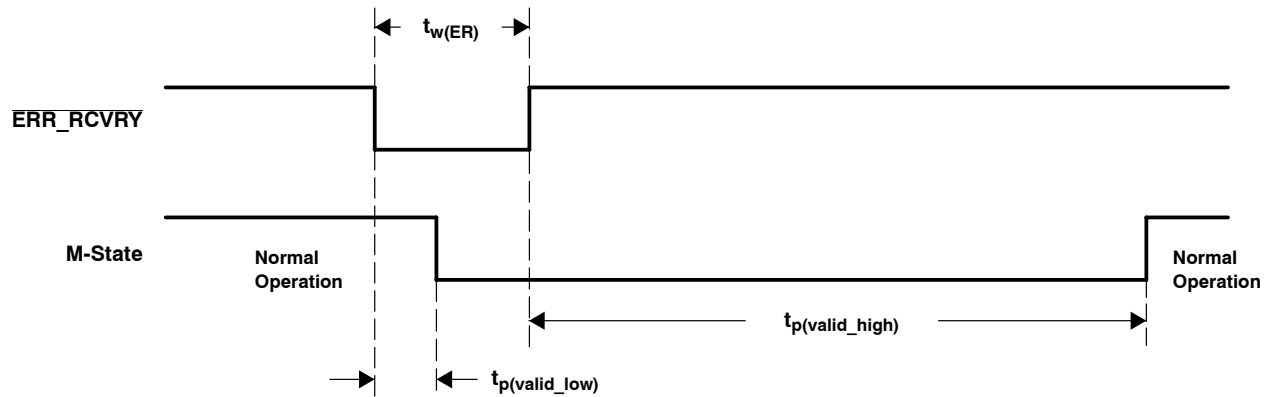 tw(ER)
ERR_RCVRY
M-State
Normal
Operation
Normal
Operation
tp(valid_high)
tp(valid_low)